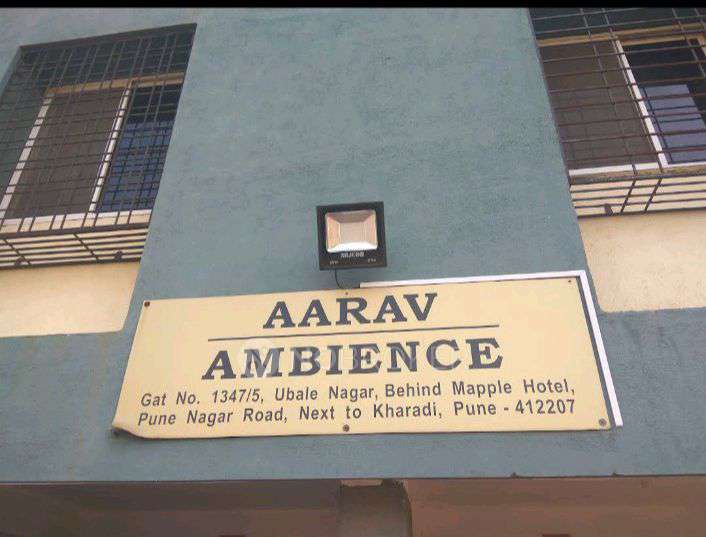 AARAV
AMBIENCE
Gat No. 1347/5, Ubale Nagar, Behind Mapple Hotel,
Pune Nagar Road, Next to Kharadi, Pune - 412207